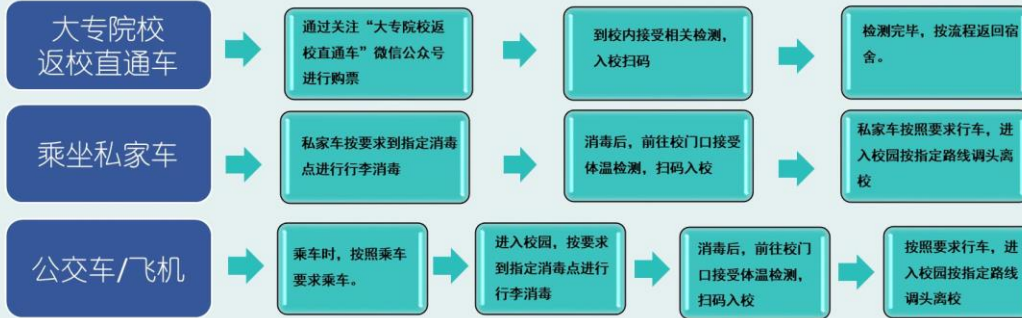 大专院校
返校直通车
通过关注“大专院校返
校直通车”微信公众号
进行购票
到校内接受相关检测，
入校扫码
检测完毕，按流程返回宿
舍。
乘坐私家车
私家车按要求到指定消毒
点进行行李消毒
消毒后，前往校门口接受
体温检测，扫码入校
私家车按照要求行车，进
入校园按指定路线调头离
校
公交车/飞机
乘车时，按照乘车
要求乘车。
进入校园，按要求
到指定消毒点进行
行李消毒
消毒后，前往校门
口接受体温检测，
扫码入校
按照要求行车，进
入校园按指定路线
调头离校